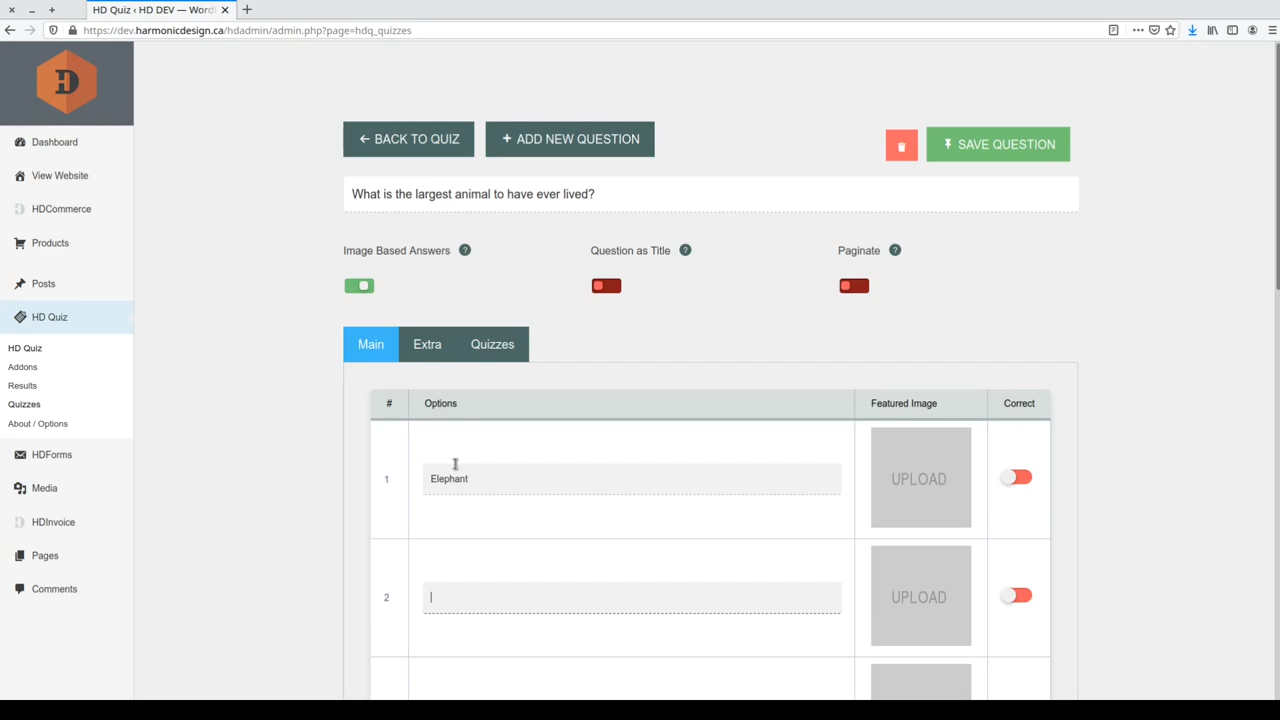 HD Quiz ‹ HD DEV — Word
https://dev.harmonicdesign.ca/hdadmin/admin.php?page=hdq_quizzes
Dashboard
View Website
HDCommerce
Products
Posts
HD Quiz
HD Quiz
Addons
Results
Quizzes
About / Options
HDForms
Media
HDInvoice
Pages
Comments
BACK TO QUIZ
+ ADD NEW QUESTION
SAVE QUESTION
What is the largest animal to have ever lived?
Image Based Answers ?
Question as Title ?
Paginate ?
Main Extra Quizzes
# Options Featured Image Correct
1 Elephant UPLOAD
2 UPLOAD